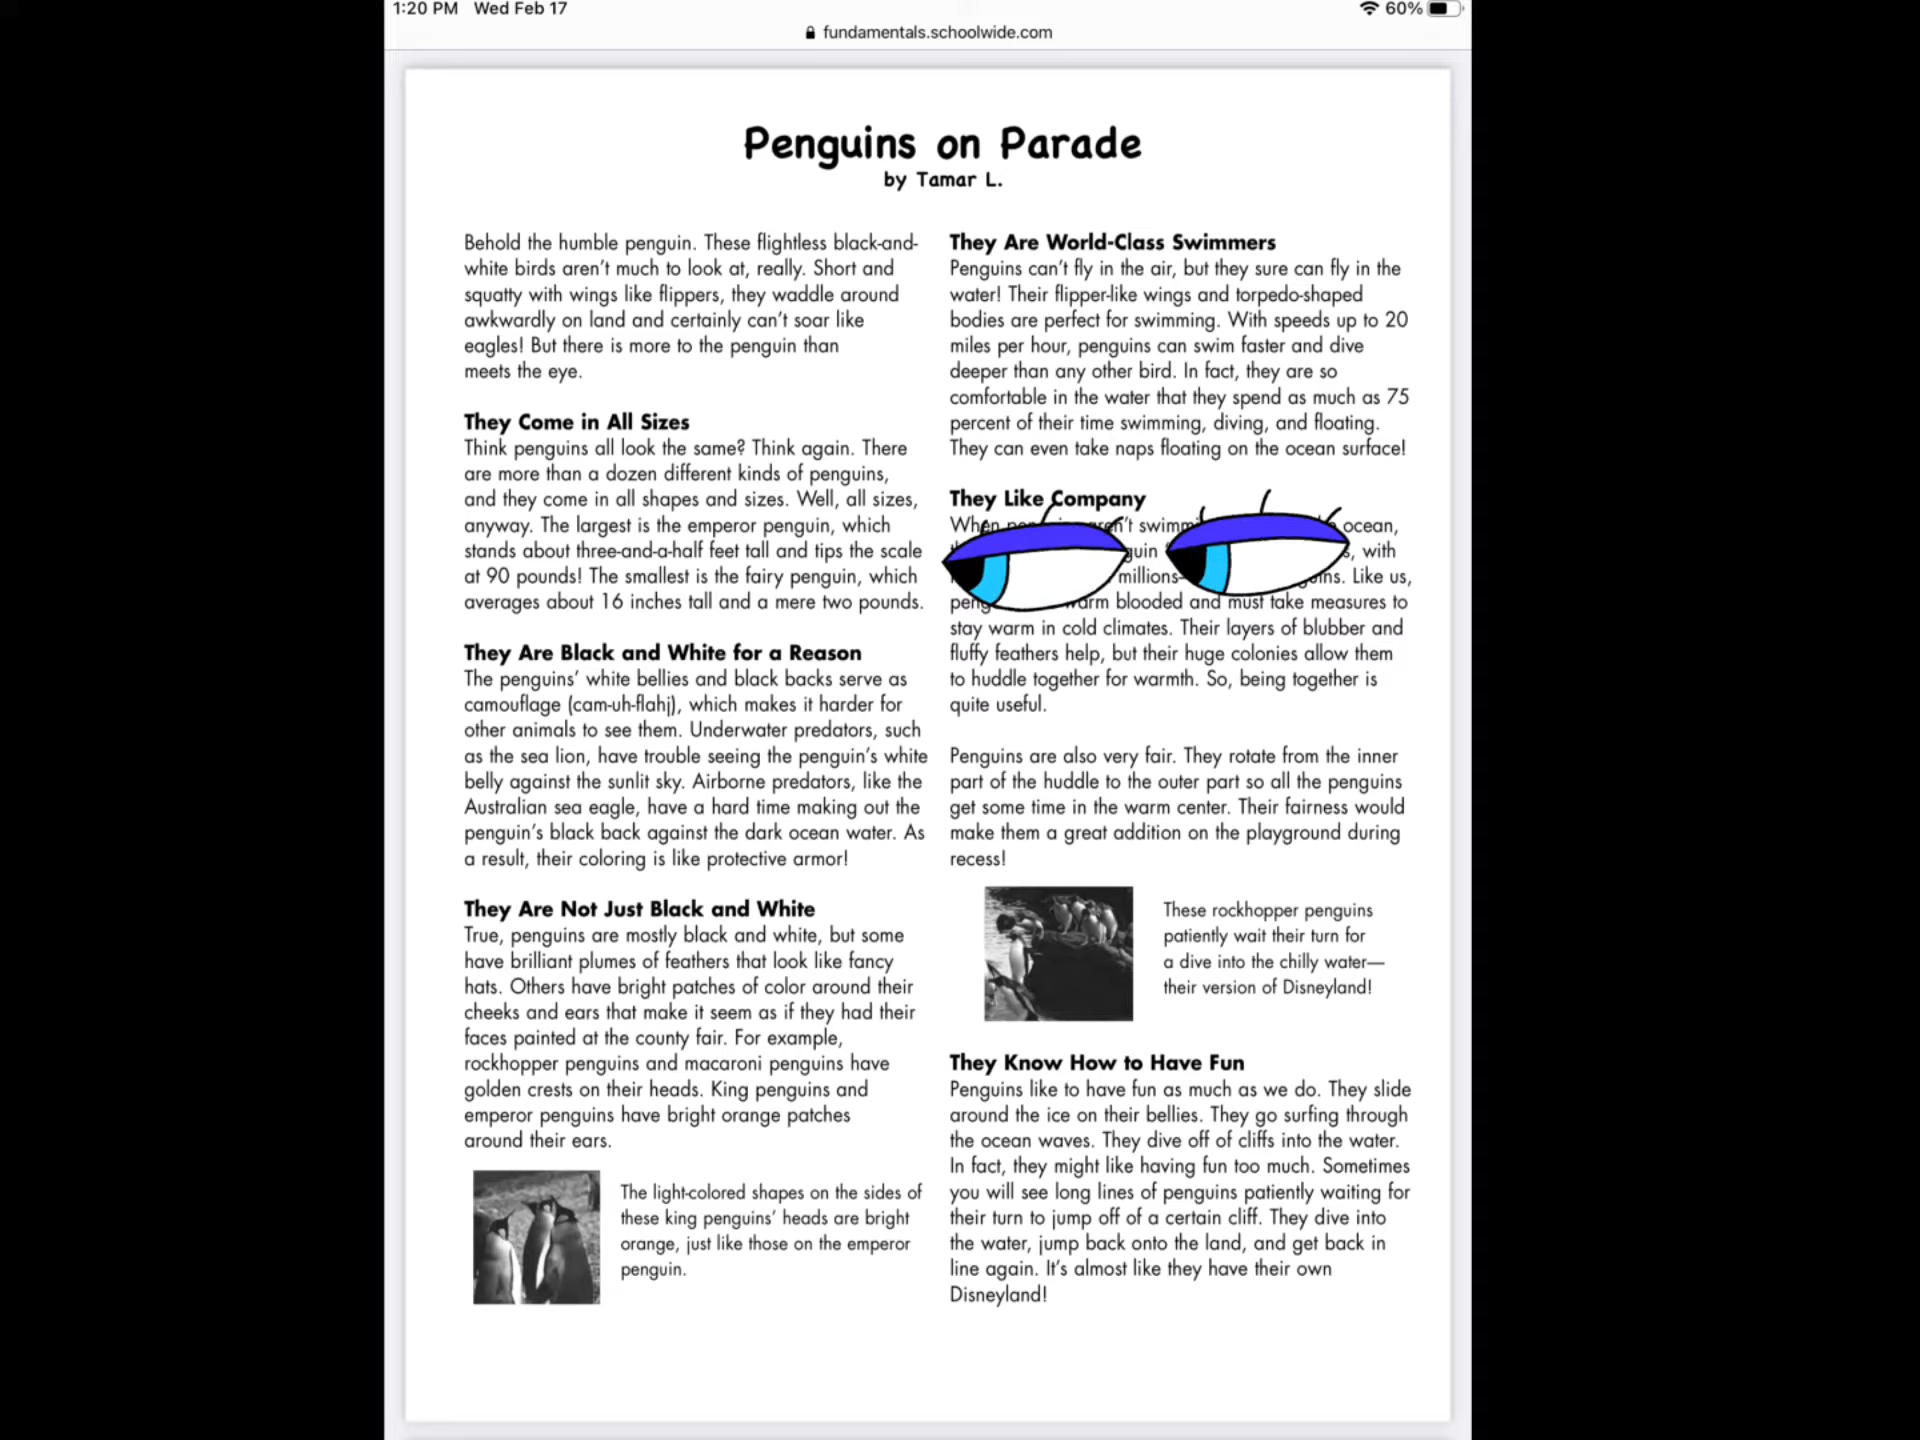 1:20 PM Wed Feb 17
60%
fundamentals.schoolwide.com
Penguins on Parade
by Tamar L.
Behold the humble penguin. These flightless black-and-
white birds aren't much to look at, really. Short and
squatty with wings like flippers, they waddle around
awkwardly on land and certainly can't soar like
eagles! But there is more to the penguin than
meets the eye.
They Come in All Sizes
Think penguins all look the same? Think again. There
are more than a dozen different kinds of penguins,
and they come in all shapes and sizes. Well, all sizes,
anyway. The largest is the emperor penguin, which
stands about three-and-a-half feet tall and tips the scale
at 90 pounds! The smallest is the fairy penguin, which
averages about 16 inches tall and a mere two pounds.
They Are Black and White for a Reason
The penguins' white bellies and black backs serve as
camouflage (cam-uh-flahj), which makes it harder for
other animals to see them. Underwater predators, such
as the sea lion, have trouble seeing the penguin's white
belly against the sunlit sky. Airborne predators, like the
Australian sea eagle, have a hard time making out the
penguin's black back against the dark ocean water. As
a result, their coloring is like protective armor!
They Are Not Just Black and White
True, penguins are mostly black and white, but some
have brilliant plumes of feathers that look like fancy
hats. Others have bright patches of color around their
cheeks and ears that make it seem as if they had their
faces painted at the county fair. For example,
rockhopper penguins and macaroni penguins have
golden crests on their heads. King penguins and
emperor penguins have bright orange patches
around their ears.
The light-colored shapes on the sides of
these king penguins' heads are bright
orange, just like those on the emperor
penguin.
They Are World-Class Swimmers
Penguins can't fly in the air, but they sure can fly in the
water! Their flipper-like wings and torpedo-shaped
bodies are perfect for swimming. With speeds up to 20
miles per hour, penguins can swim faster and dive
deeper than any other bird. In fact, they are so
comfortable in the water that they spend as much as 75
percent of their time swimming, diving, and floating.
They can even take naps floating on the ocean surface!
They Like Company
When penguins aren't ocean,
with
millions— Like us,
warm blooded and must take measures to
stay warm in cold climates. Their layers of blubber and
fluffy feathers help, but their huge colonies allow them
to huddle together for warmth. So, being together is
quite useful.
Penguins are also very fair. They rotate from the inner
part of the huddle to the outer part so all the penguins
get some time in the warm center. Their fairness would
make them a great addition on the playground during
recess!
These rockhopper penguins
patiently wait their turn for
a dive into the chilly water—
their version of Disneyland!
They Know How to Have Fun
Penguins like to have fun as much as we do. They slide
around the ice on their bellies. They go surfing through
the ocean waves. They dive off of cliffs into the water.
In fact, they might like having fun too much. Sometimes
you will see long lines of penguins patiently waiting for
their turn to jump off of a certain cliff. They dive into
the water, jump back onto the land, and get back in
line again. It's almost like they have their own
Disneyland!